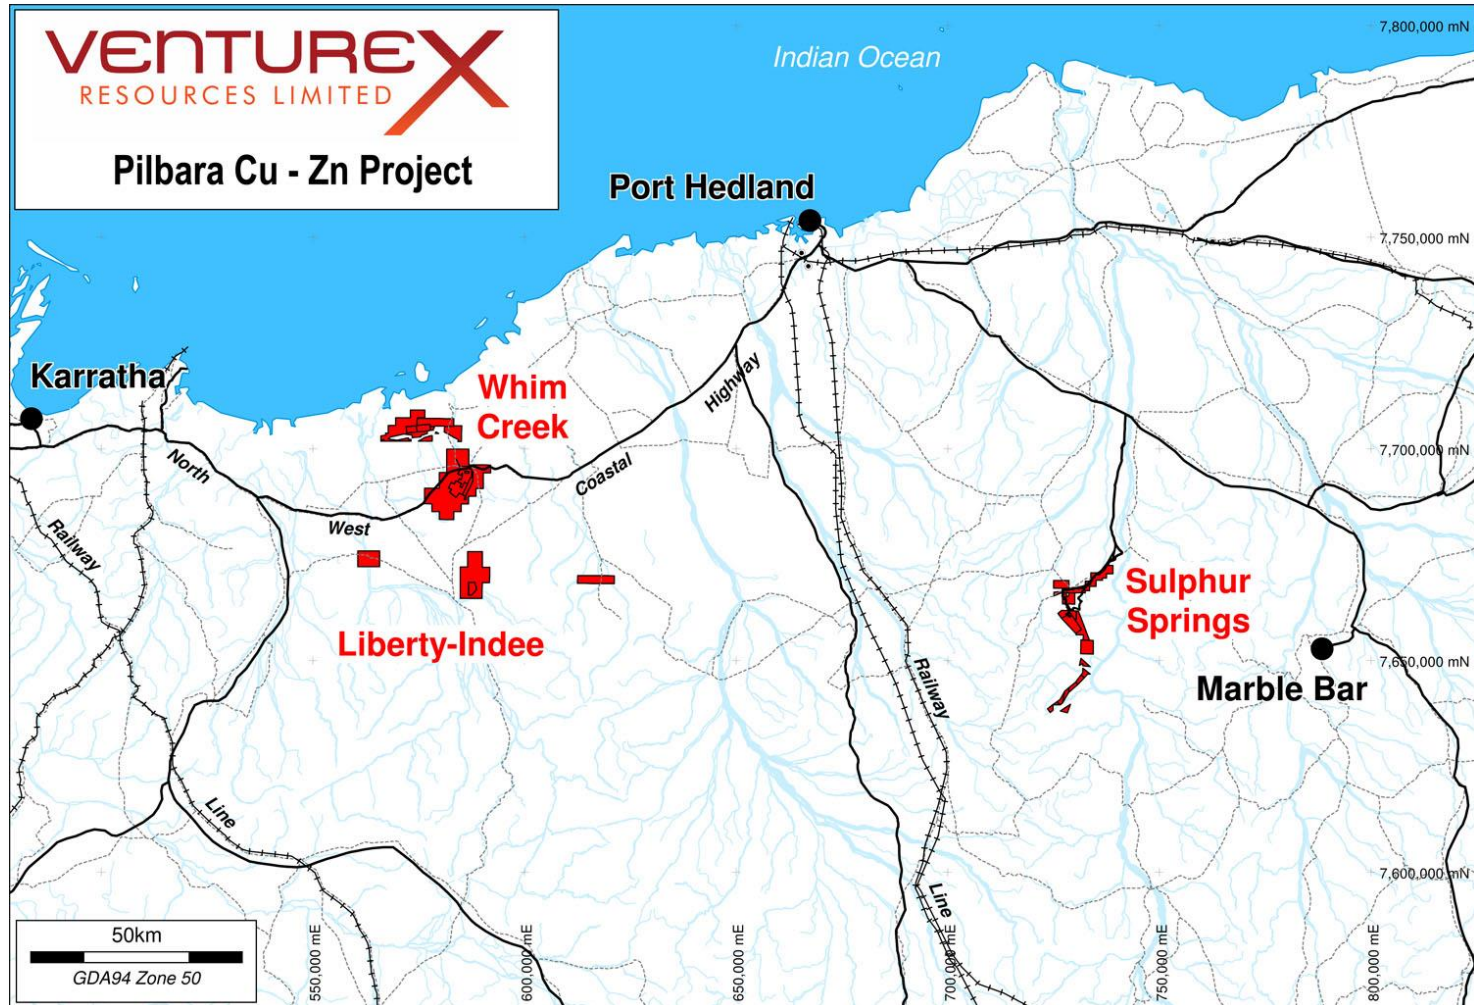 VENTUREX
RESOURCES LIMITED
Pilbara Cu - Zn Project
Indian Ocean
7,800,000 mN
Port Hedland
7,750,000 mN
Karratha
Whim
Creek
Highway
North
Coastal
7,700,000 mN
West
Railway
Sulphur
Springs
Liberty-Indee
7,650,000 mN
Marble Bar
Railway
Line
7,600,000 mN
Line
50km
GDA94 Zone 50
550,000 mE
600,000 mE
650,000 mE
700,000 mE
750,000 mE
800,000 mE